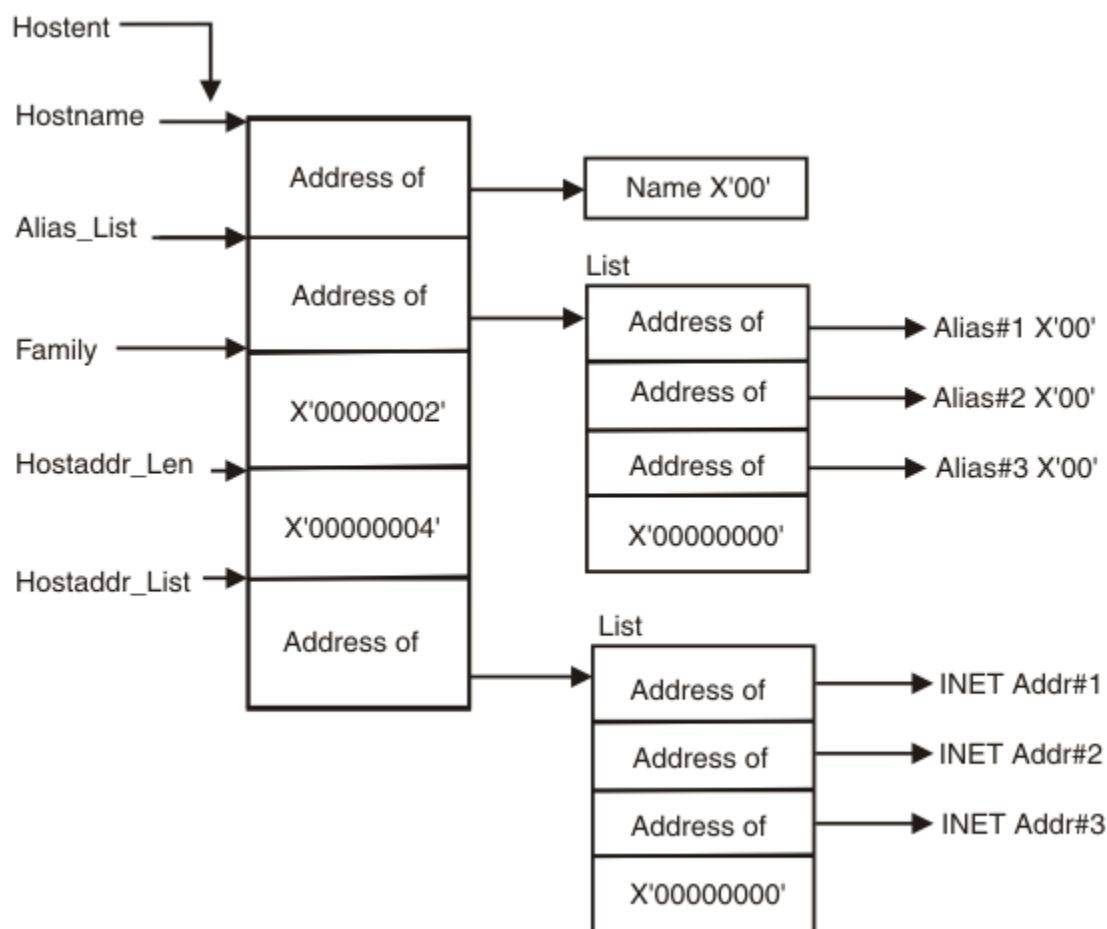 Hostent
Hostname
Address of
Name X'00'
Alias_List
Address of
List
Address of
Alias#1 X'00'
Family
X'00000002'
Address of
Alias#2 X'00'
Hostaddr_Len
Address of
Alias#3 X'00'
X'00000004'
X'00000000'
Hostaddr_List
Address of
List
Address of
INET Addr#1
Address of
INET Addr#2
Address of
INET Addr#3
X'00000000'